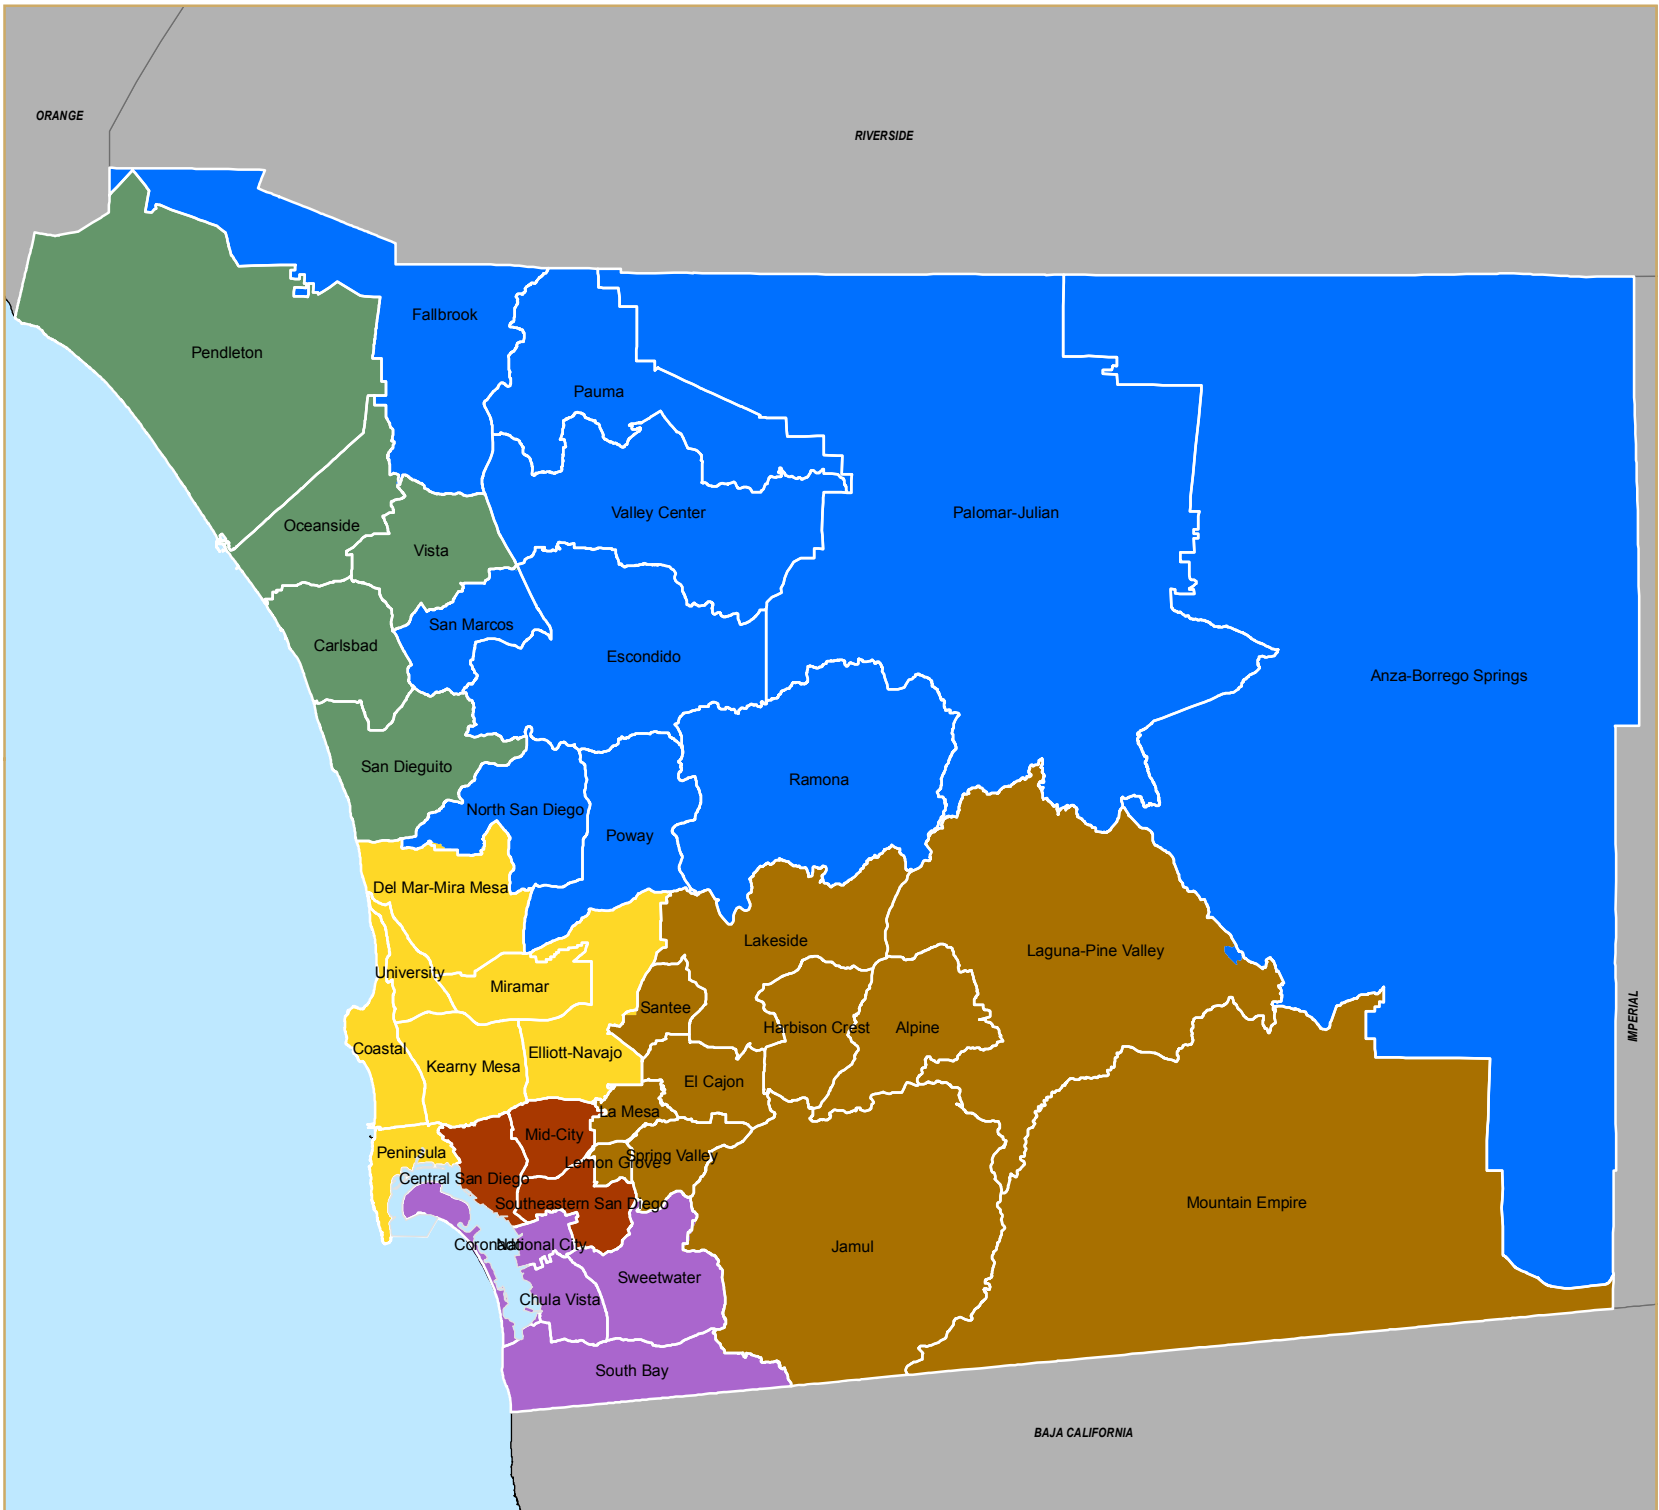 ORANGE
RIVERSIDE
Fallbrook
Pendleton
Pauma
Valley Center
Palomar-Julian
Oceanside
Vista
San Marcos
Carlsbad
Escondido
Anza-Borrego Springs
San Dieguito
Ramona
North San Diego
Poway
Del Mar-Mira Mesa
Lakeside
Laguna-Pine Valley
University
Miramar
Santee
Harbison Crest
Alpine
IMPERIAL
Coastal
Elliott-Navajo
Kearny Mesa
El Cajon
La Mesa
Mid-City
Peninsula
Lemon Grove
Spring Valley
Central San Diego
Southeastern San Diego
Mountain Empire
Coronado
National City
Jamul
Sweetwater
Chula Vista
South Bay
BAJA CALIFORNIA